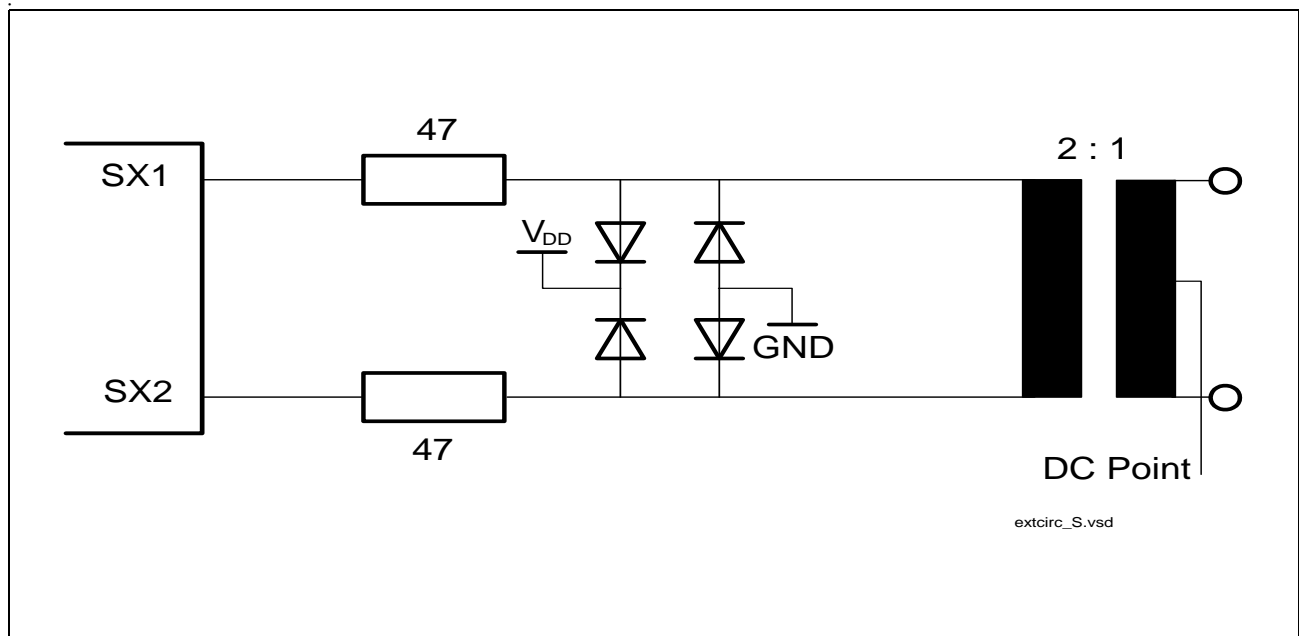 47
2 : 1
SX1
VDD
GND
SX2
47
DC Point
extcirc_S.vsd